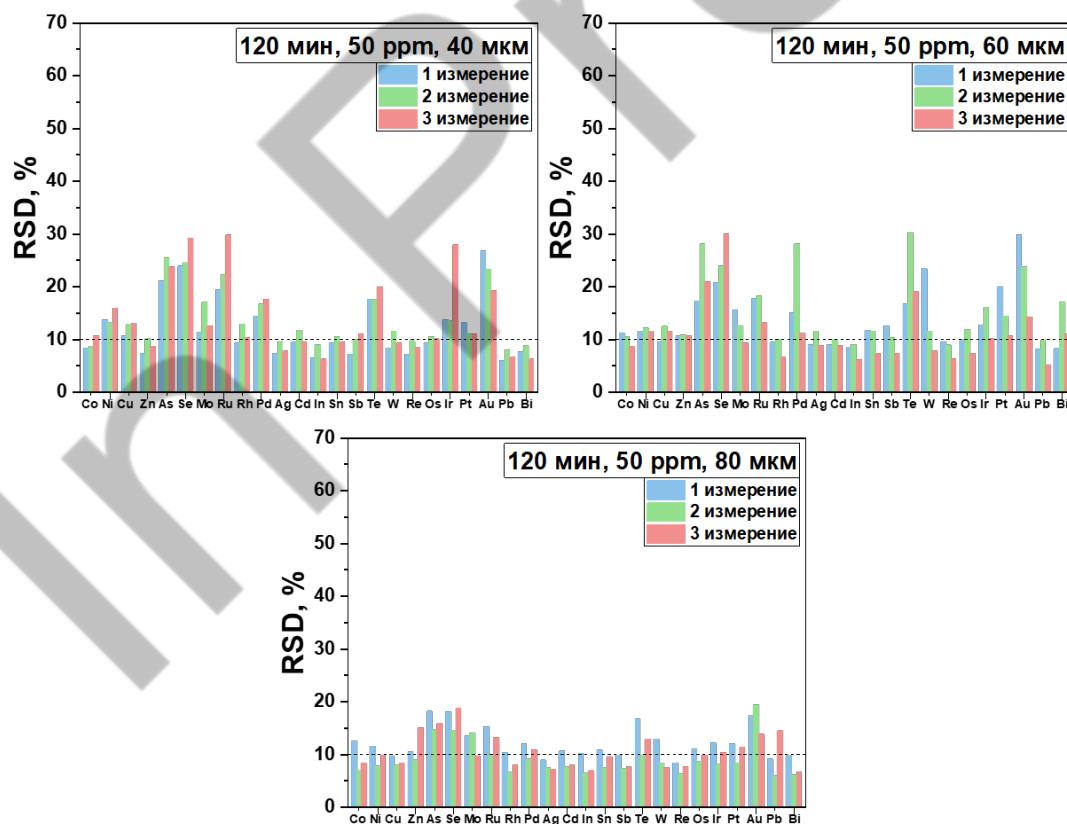 70
60
50
40
30
20
10
0
RSD, %
120 мин, 50 ppm, 40 мкм
1 измерение
2 измерение
3 измерение
Co Ni Cu Zn As Se Mo Ru Rh Pd Ag Cd In Sn Sb Te W Re Os Ir Pt Au Pb Bi
70
60
50
40
30
20
10
0
RSD, %
120 мин, 50 ppm, 60 мкм
1 измерение
2 измерение
3 измерение
Co Ni Cu Zn As Se Mo Ru Rh Pd Ag Cd In Sn Sb Te W Re Os Ir Pt Au Pb Bi
70
60
50
40
30
20
10
0
RSD, %
120 мин, 50 ppm, 80 мкм
1 измерение
2 измерение
3 измерение
Co Ni Cu Zn As Se Mo Ru Rh Pd Ag Cd In Sn Sb Te W Re Os Ir Pt Au Pb Bi
In Pr